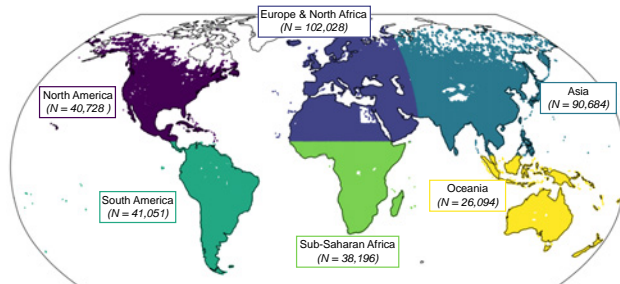 Europe & North Africa
(N = 102,028)
North America
(N = 40,728 )
Asia
(N = 90,684)
South America
(N = 41,051)
Oceania
(N = 26,094)
Sub-Saharan Africa
(N = 38,196)